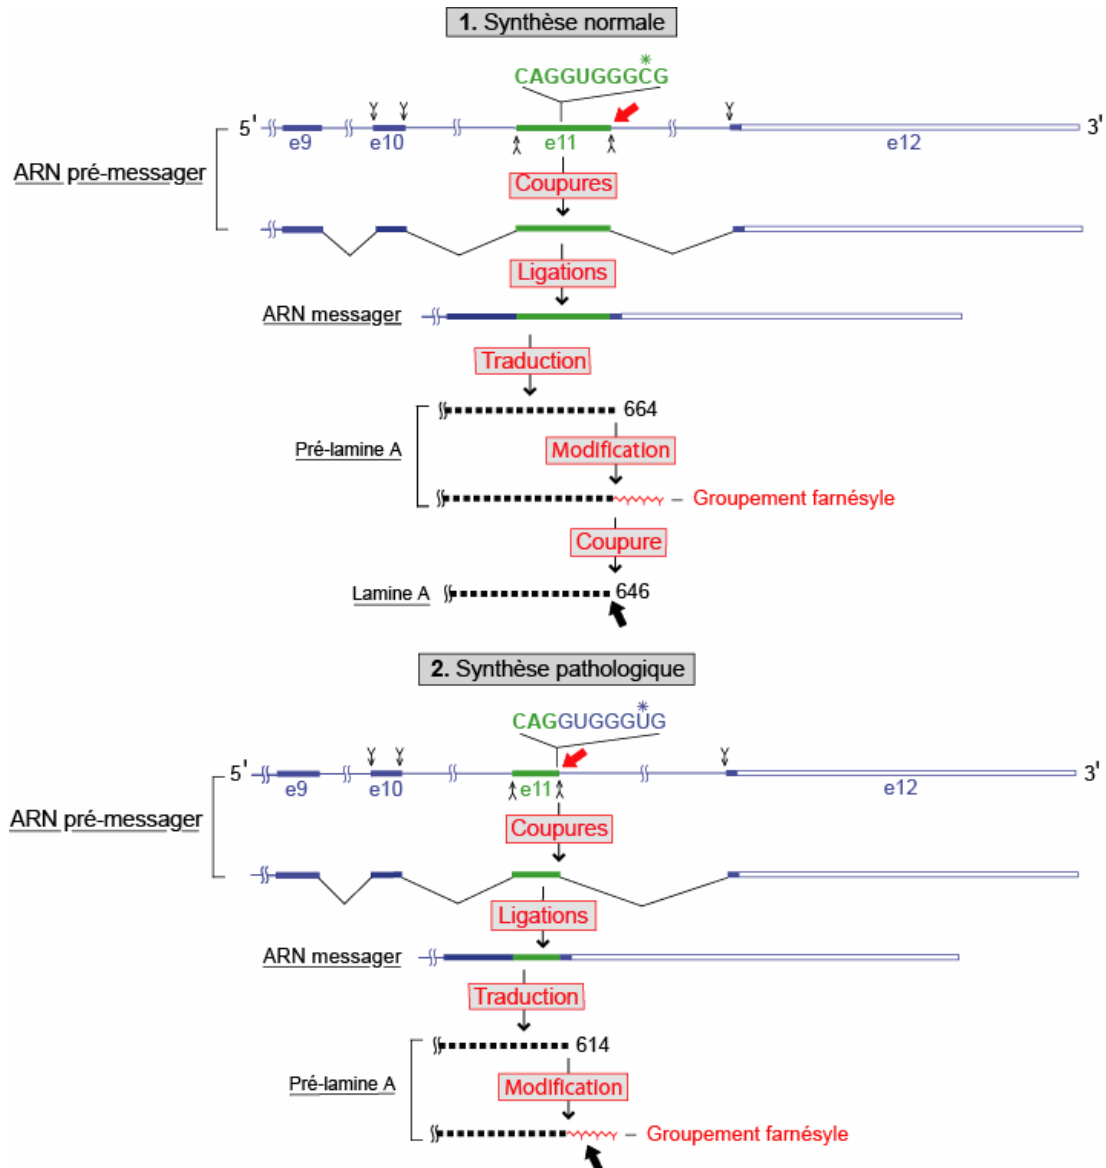 1. Synthèse normale
*
CAGGUGGGCG
5' 3'
e9 e10 e11 e12
ARN pré-messager
Coupures
Ligations
ARN messager
Traduction
664
Pré-lamine A
Modification
Groupement farnésyle
Coupure
Lamine A 646
2. Synthèse pathologique
*
CAGGUGGGUG
5' 3'
e9 e10 e11 e12
ARN pré-messager
Coupures
Ligations
ARN messager
Traduction
614
Pré-lamine A
Modification
Groupement farnésyle